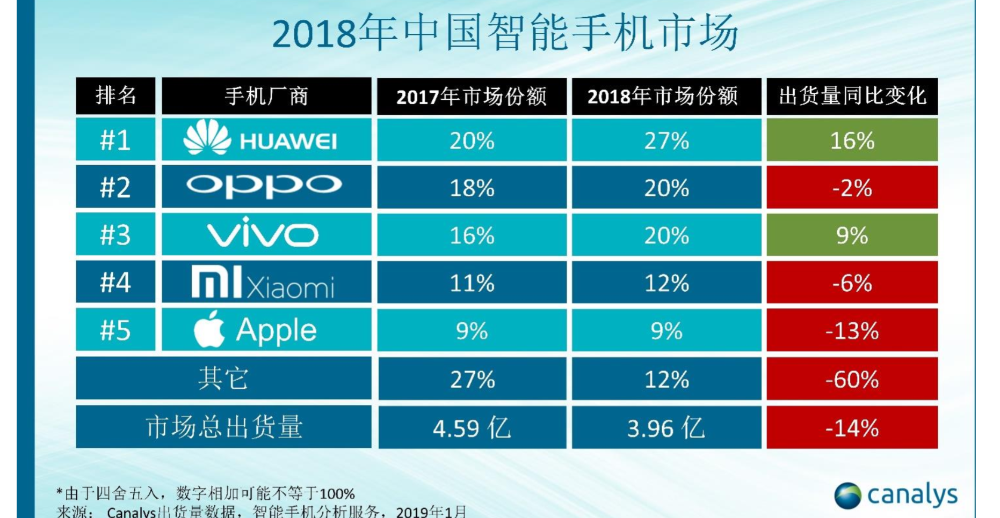 2018年中国智能手机市场
排名 手机厂商 2017年市场份额 2018年市场份额 出货量同比变化
#1 HUAWEI 20% 27% 16%
#2 oppo 18% 20% -2%
#3 vivo 16% 20% 9%
#4 MI Xiaomi 11% 12% -6%
#5 Apple 9% 9% -13%
其它 27% 12% -60%
市场总出货量 4.59 亿 3.96 亿 -14%
*由于四舍五入，数字相加可能不等于100%
来源： Canalys出货量数据，智能手机分析服务，2019年1月
canalys